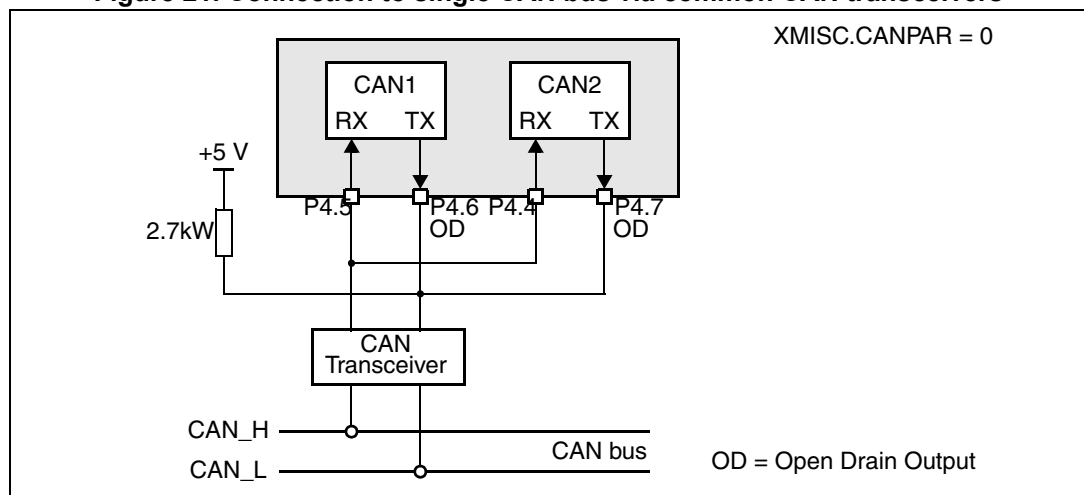 Figure 21. Connection to single CAN bus via common CAN transceivers
XMISC.CANPAR = 0
CAN1
CAN2
RX TX
RX TX
+5 V
P4.5
P4.6
P4.4
P4.7
OD
OD
2.7kW
CAN
Transceiver
CAN_H
CAN bus
CAN_L
OD = Open Drain Output